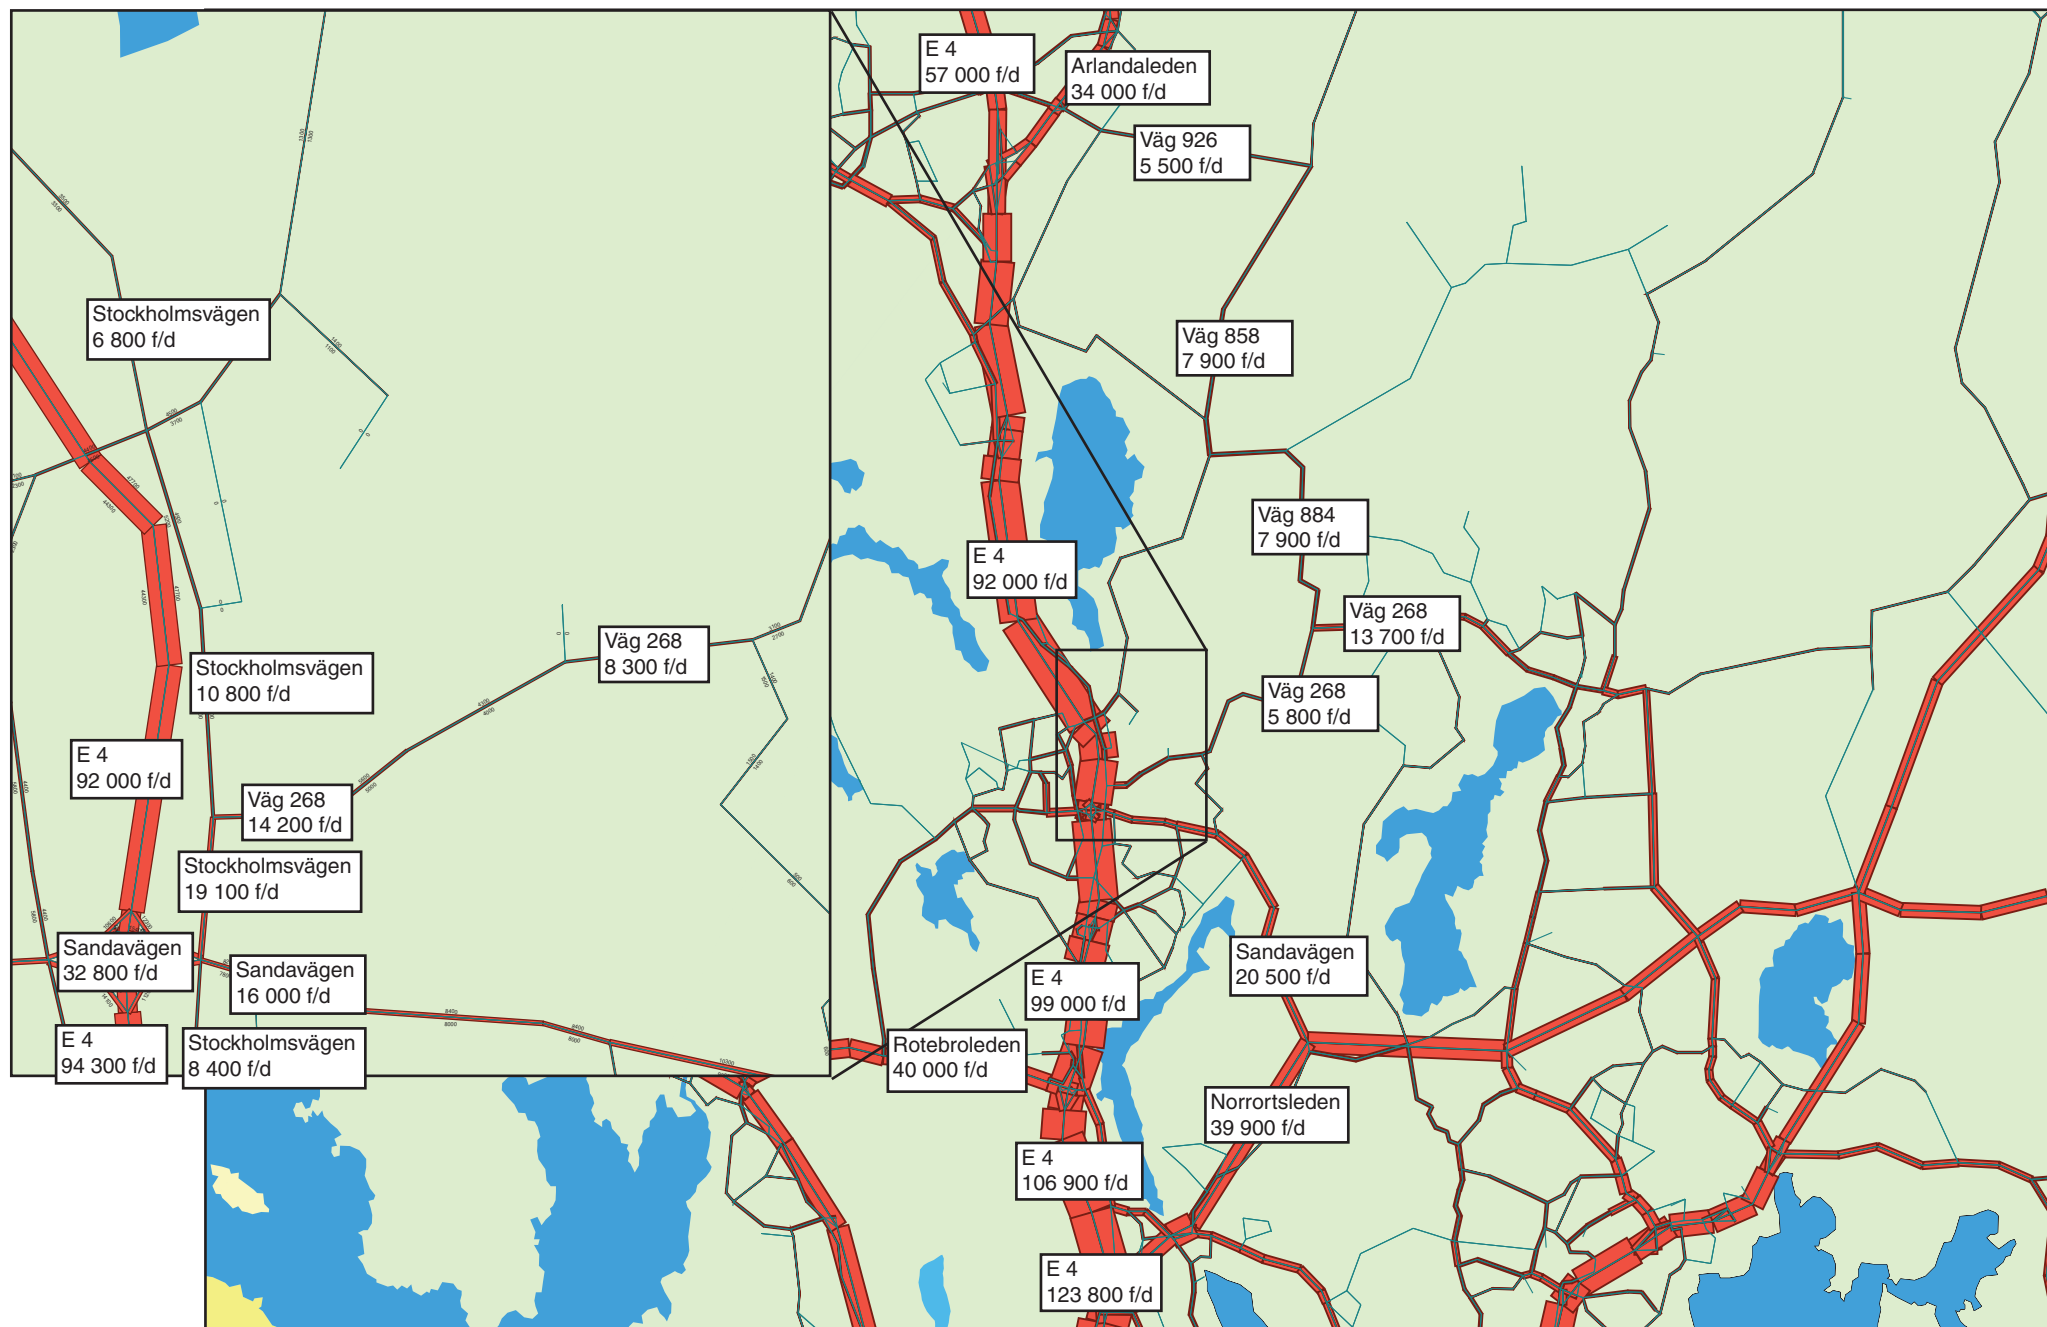 E 4
57 000 f/d
Arlandaleden
34 000 f/d
Väg 926
5 500 f/d
Stockholmsvägen
6 800 f/d
Väg 858
7 900 f/d
Väg 884
7 900 f/d
E 4
92 000 f/d
Väg 268
13 700 f/d
Väg 268
8 300 f/d
Stockholmsvägen
10 800 f/d
Väg 268
5 800 f/d
E 4
92 000 f/d
Väg 268
14 200 f/d
Stockholmsvägen
19 100 f/d
Sandavägen
32 800 f/d
Sandavägen
16 000 f/d
Sandavägen
20 500 f/d
E 4
99 000 f/d
E 4
94 300 f/d
Stockholmsvägen
8 400 f/d
Rotebroleden
40 000 f/d
Norrortsleden
39 900 f/d
E 4
106 900 f/d
E 4
123 800 f/d